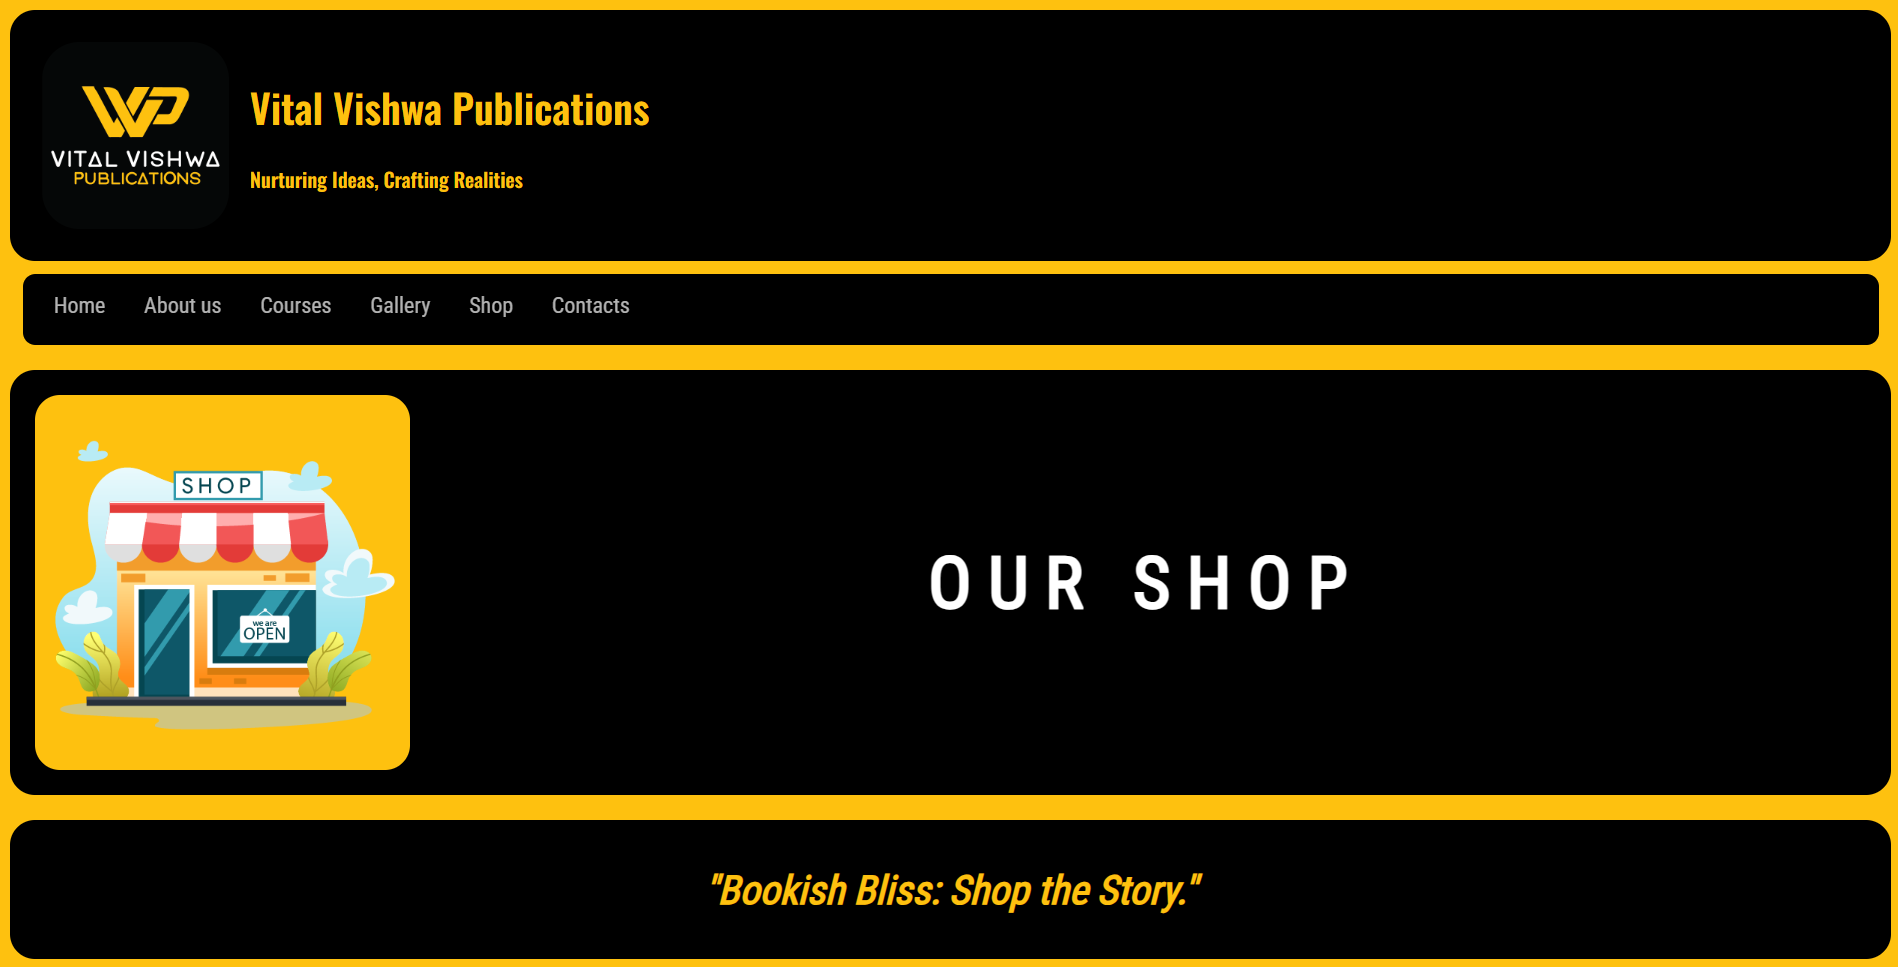 VITAL VISHWA
PUBLICATIONS
Vital Vishwa Publications
Nurturing Ideas, Crafting Realities
Home About us Courses Gallery Shop Contacts
SHOP
we are
OPEN
OUR SHOP
"Bookish Bliss: Shop the Story."